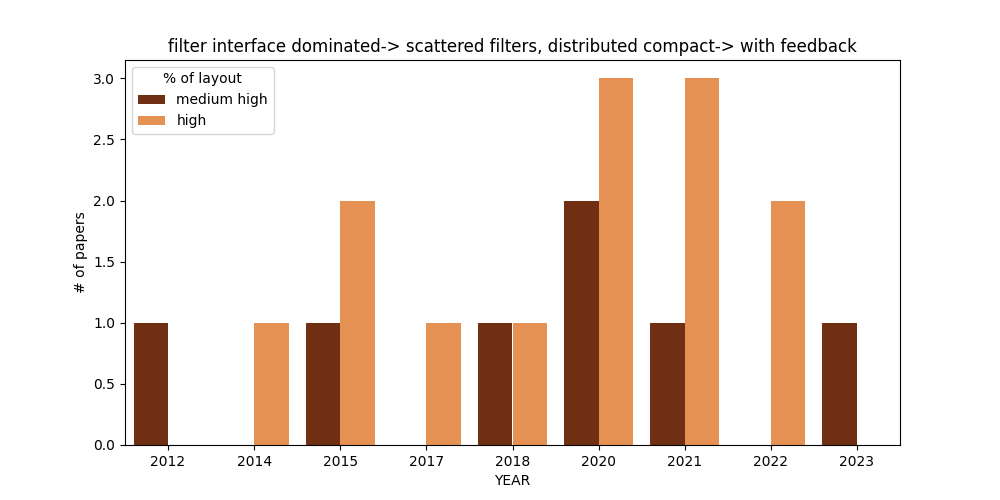 filter interface dominated-> scattered filters, distributed compact-> with feedback
% of layout
medium high
high
3.0
2.5
2.0
1.5
1.0
0.5
0.0
# of papers
2012 2014 2015 2017 2018 2020 2021 2022 2023
YEAR